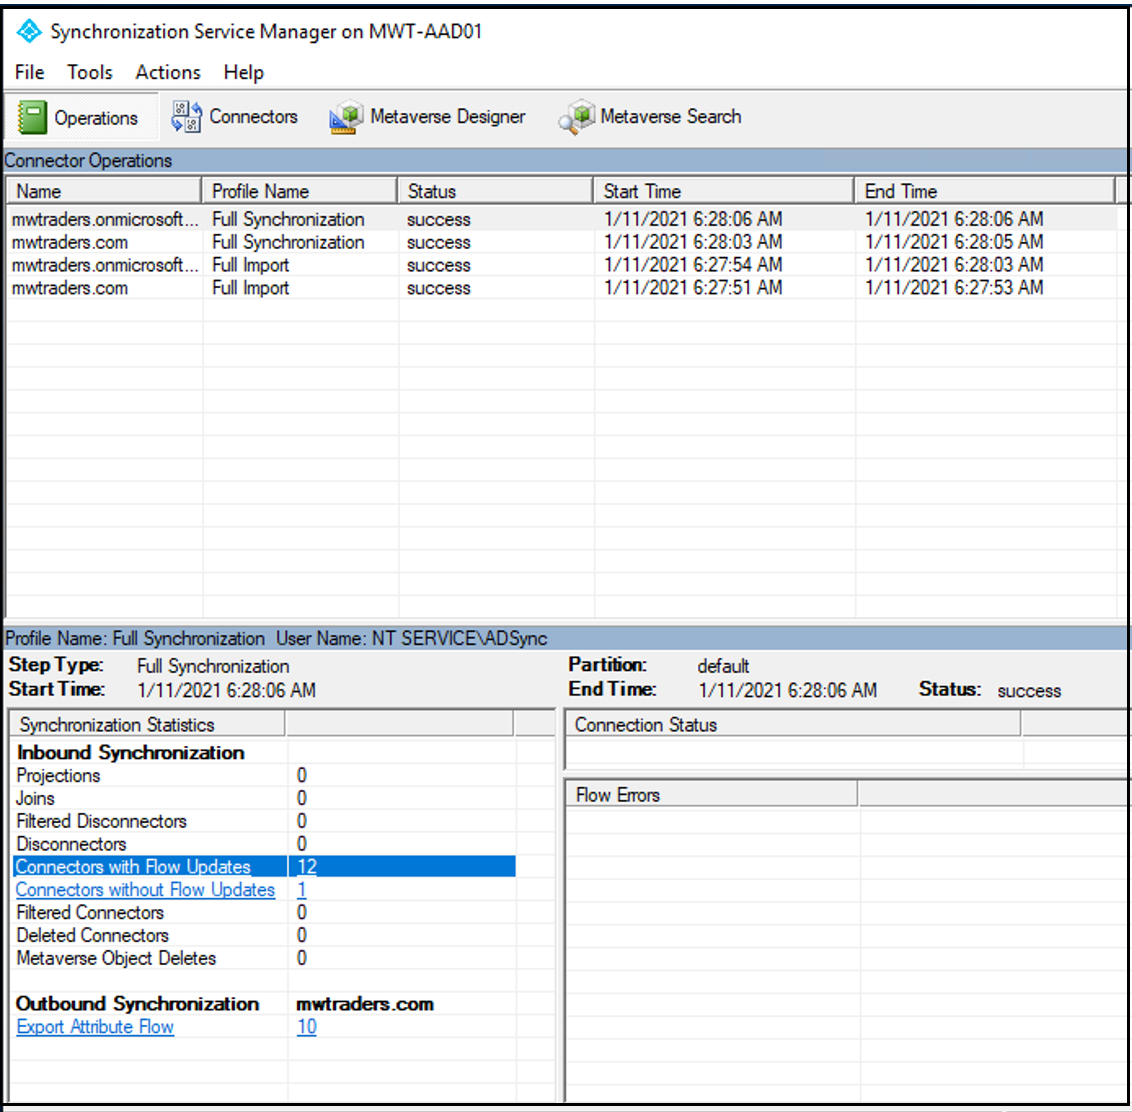 Synchronization Service Manager on MWT-AAD01
File Tools Actions Help
Operations Connectors Metaverse Designer Metaverse Search
Connector Operations
Name Profile Name Status Start Time End Time
mwtraders.onmicrosoft... Full Synchronization success 1/11/2021 6:28:06 AM 1/11/2021 6:28:06 AM
mwtraders.com Full Synchronization success 1/11/2021 6:28:03 AM 1/11/2021 6:28:05 AM
mwtraders.onmicrosoft... Full Import success 1/11/2021 6:27:54 AM 1/11/2021 6:28:03 AM
mwtraders.com Full Import success 1/11/2021 6:27:51 AM 1/11/2021 6:27:53 AM
Profile Name: Full Synchronization User Name: NT SERVICE\ADSync
Step Type: Full Synchronization Partition: default
Start Time: 1/11/2021 6:28:06 AM End Time: 1/11/2021 6:28:06 AM Status: success
Synchronization Statistics Connection Status
Inbound Synchronization
Projections 0
Joins 0
Flow Errors
Filtered Disconnectors 0
Disconnectors 0
Connectors with Flow Updates 12
Connectors without Flow Updates 1
Filtered Connectors 0
Deleted Connectors 0
Metaverse Object Deletes 0
Outbound Synchronization mwtraders.com
Export Attribute Flow 10